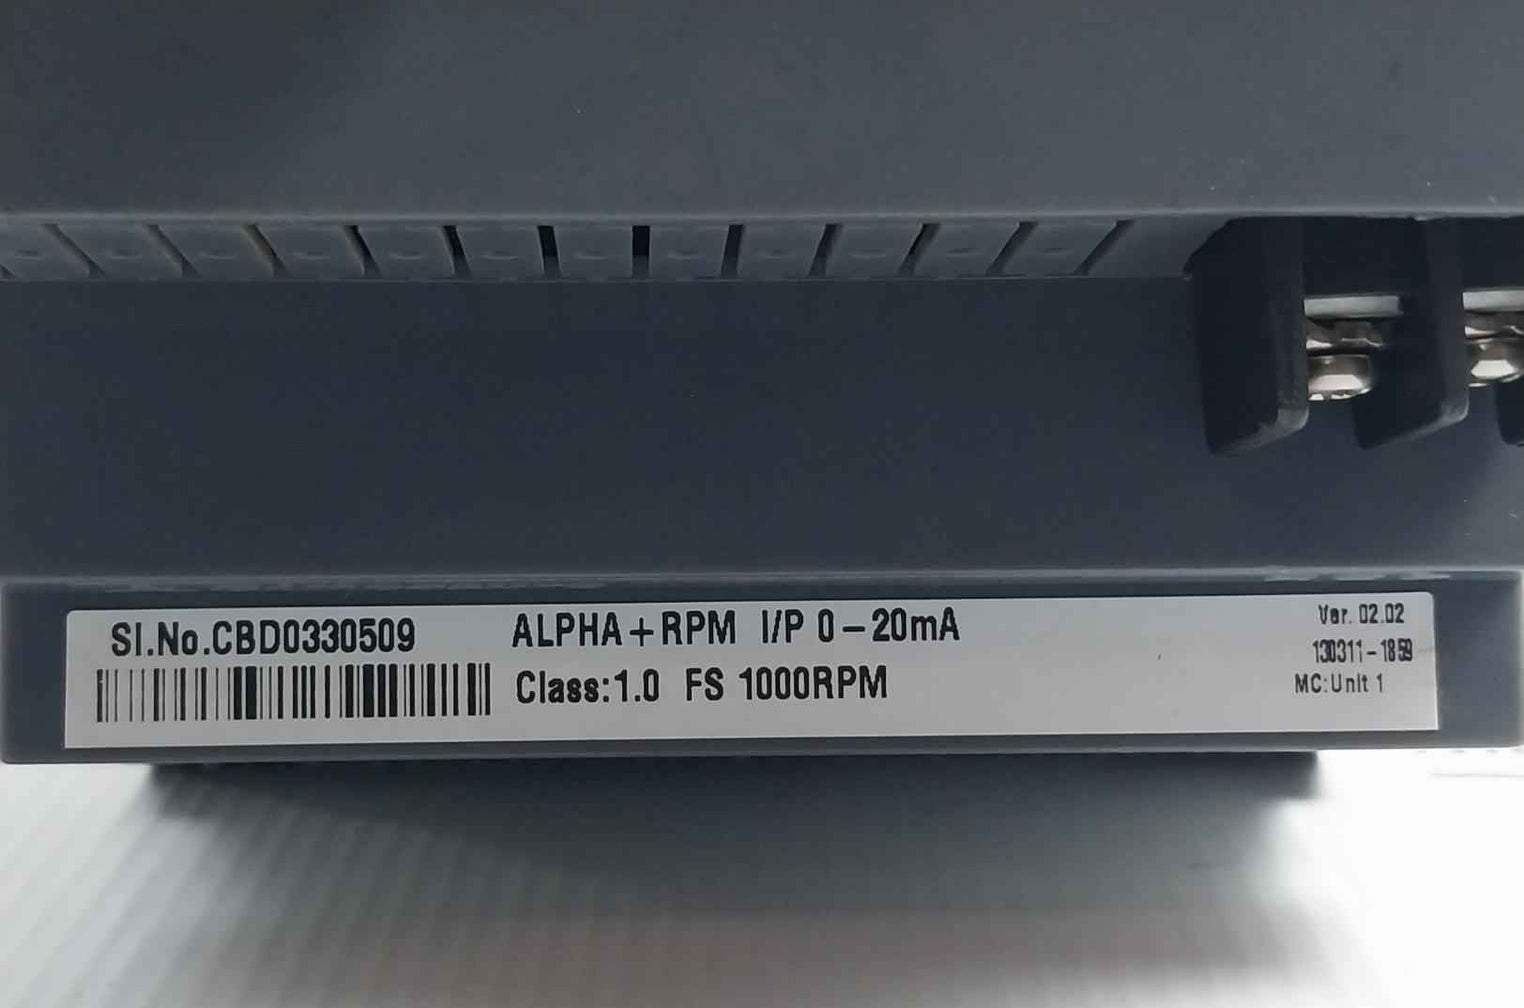 SI.No.CBD0330509
ALPHA+RPM I/P 0-20mA
Class:1.0 FS 1000RPM
Ver. 02.02
130311-1859
MC:Unit 1